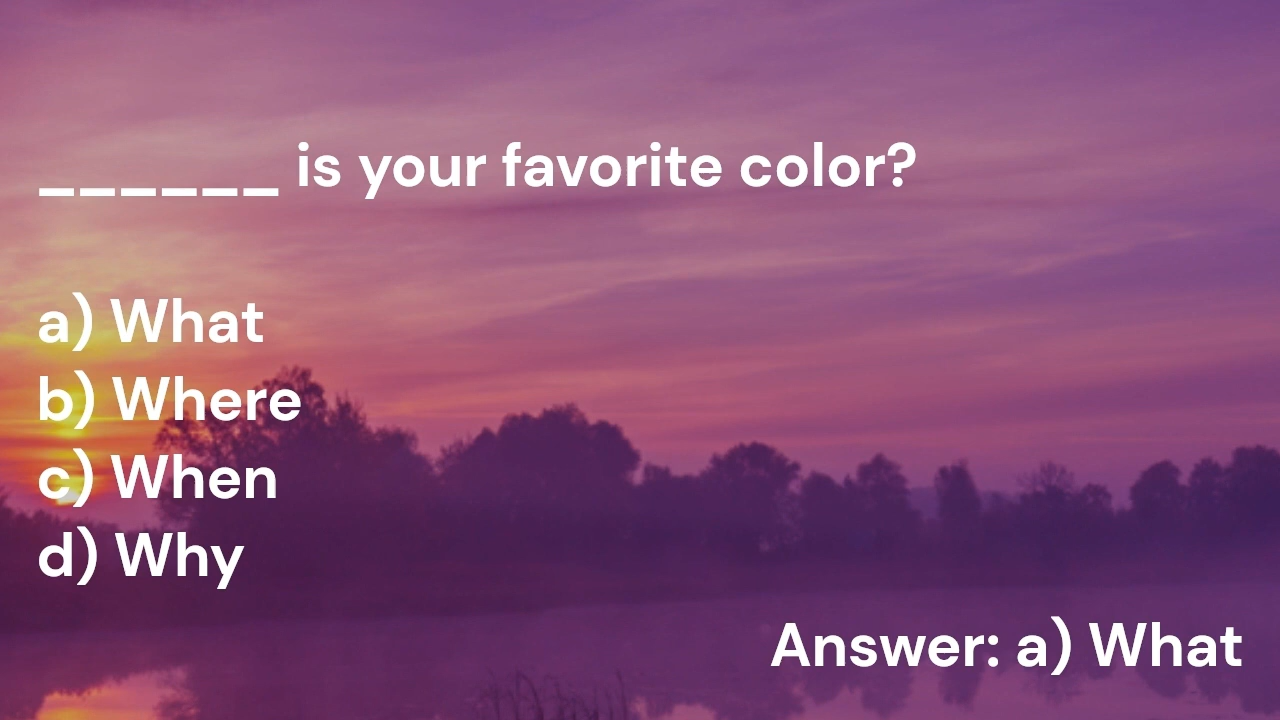 ______ is your favorite color?
a) What
b) Where
c) When
d) Why
Answer: a) What